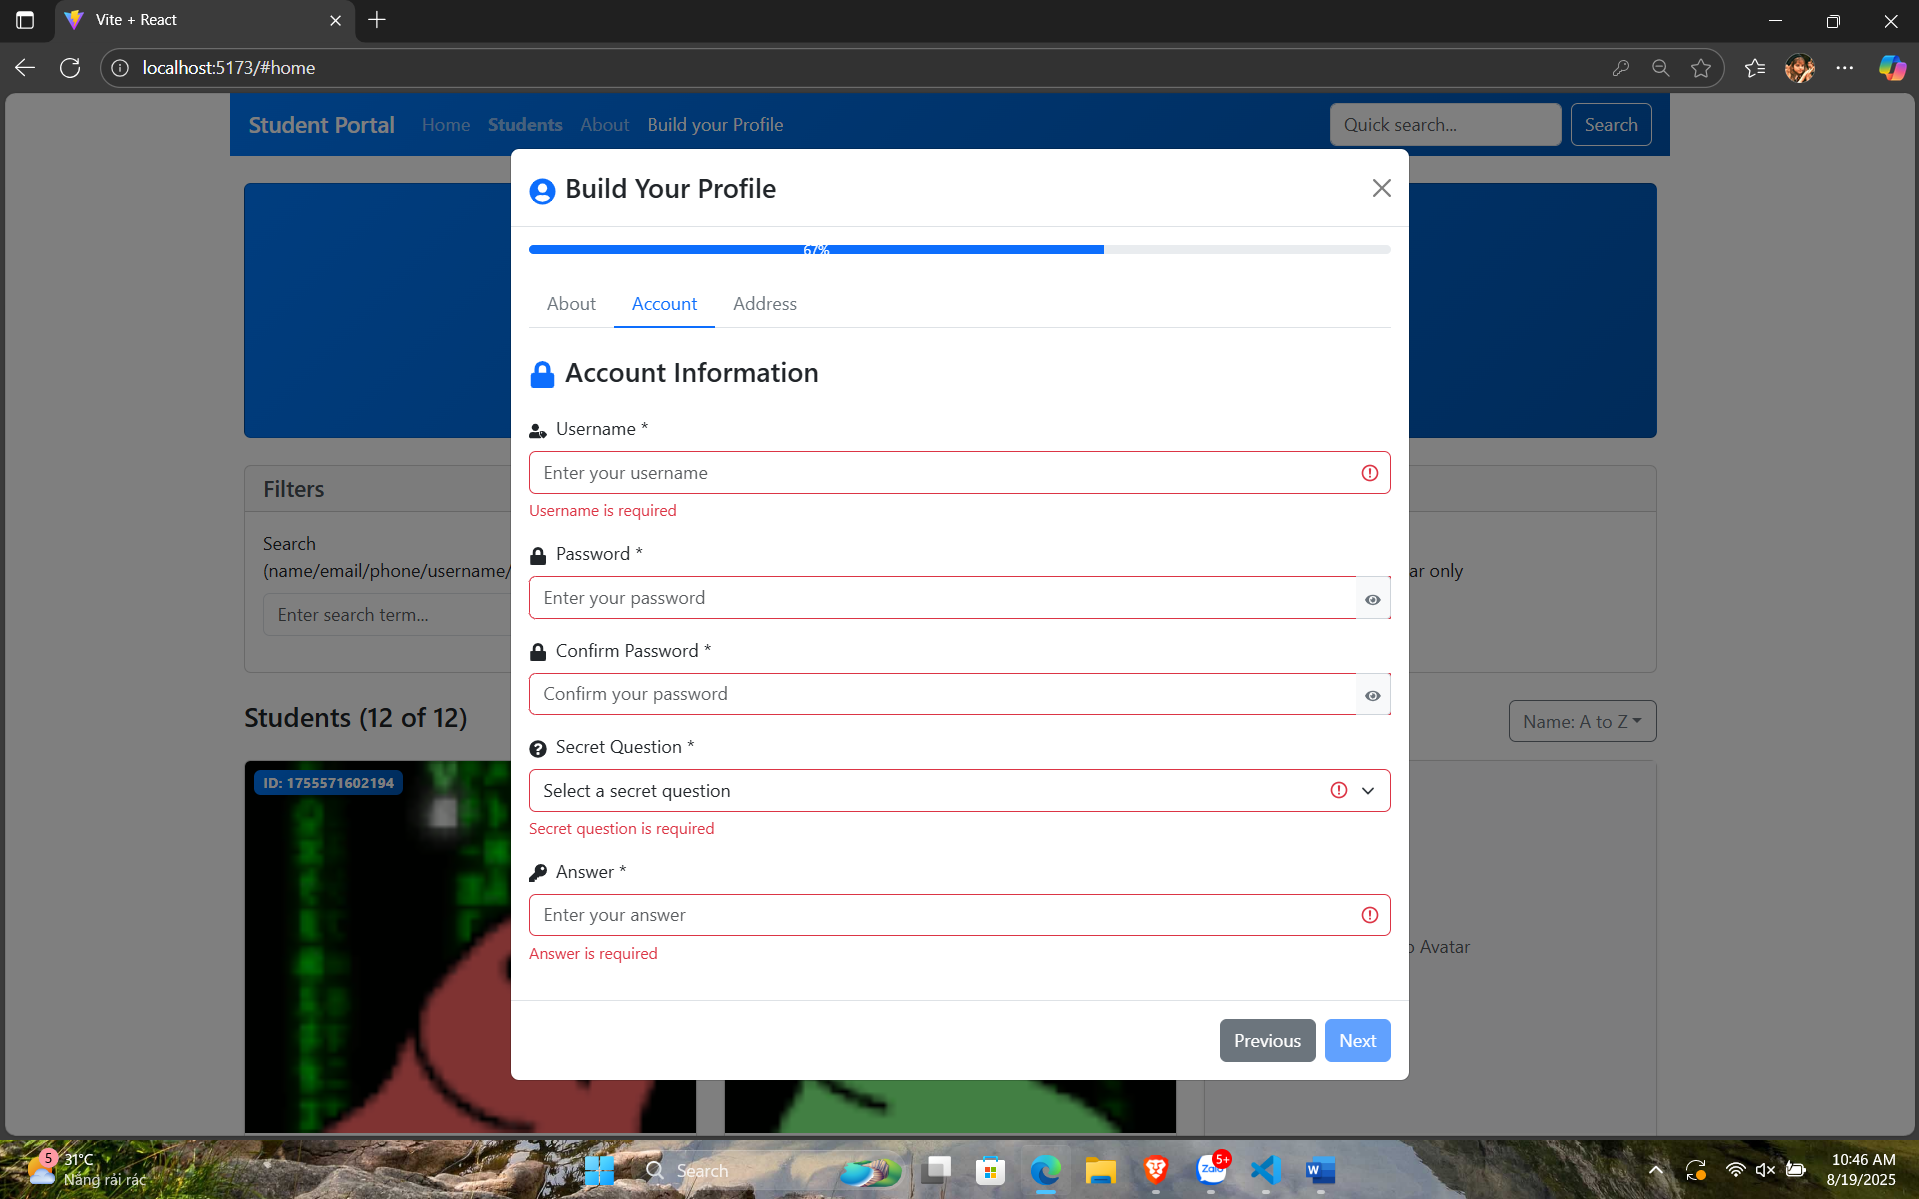 Vite + React
localhost:5173/#home
Student Portal Home Students About Build your Profile Quick search... Search
Build Your Profile
67%
About Account Address
Account Information
Username *
Enter your username
Username is required
Password *
Enter your password
Confirm Password *
Confirm your password
Secret Question *
Select a secret question
Secret question is required
Answer *
Enter your answer
Answer is required
Previous Next
Filters
Search
(name/email/phone/username/
Enter search term...
ar only
Students (12 of 12)
Name: A to Z
ID: 1755571602194
Avatar
5
31°C
Nắng rải rác
Search
Zalo
5+
W
10:46 AM
8/19/2025